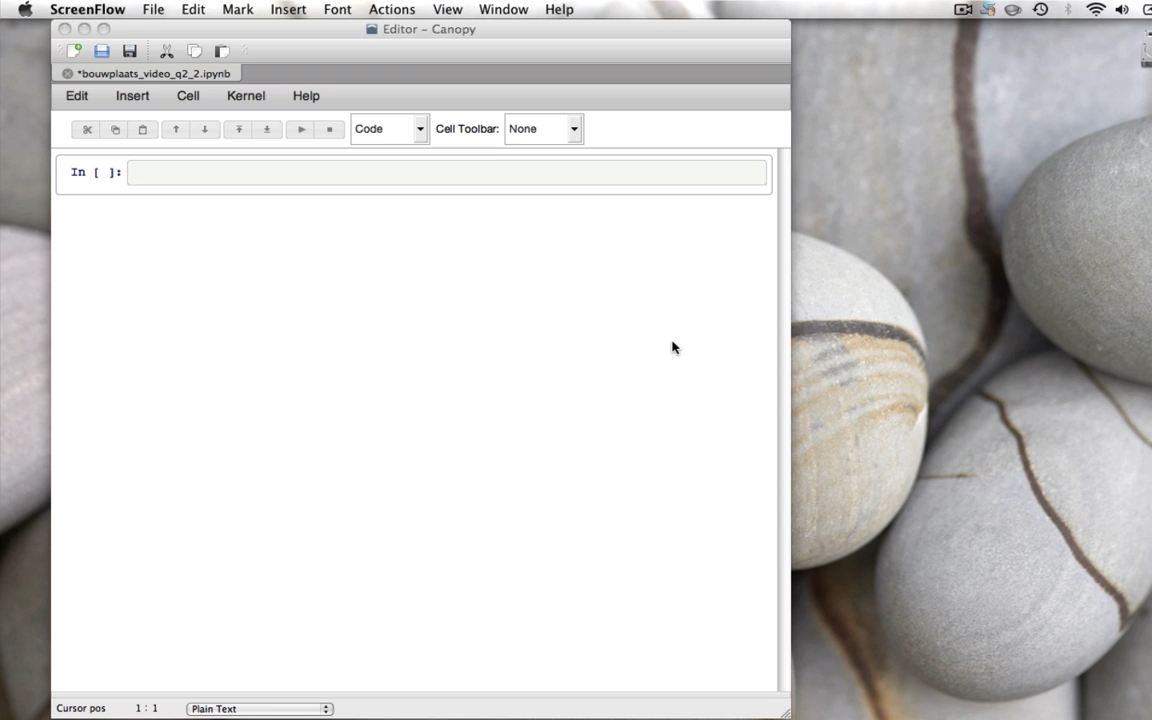 ScreenFlow File Edit Mark Insert Font Actions View Window Help
Editor – Canopy
*bouwplaats_video_q2_2.ipynb
Edit Insert Cell Kernel Help
Code Cell Toolbar: None
In [ ]:
Cursor pos 1 : 1 Plain Text